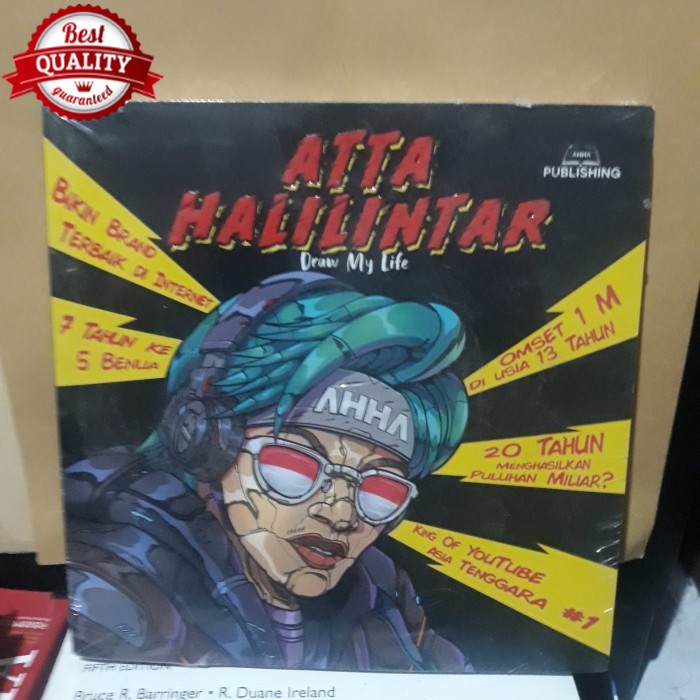 Best
QUALITY
guaranteed
AHHA
PUBLISHING
ATTA
HALILINTAR
Draw My Life
BIKIN BRAND
TERBAIK DI INTERNET
7 TAHUN KE
5 BENUA
OMSET 1 M
DI USIA 13 TAHUN
20 TAHUN
MENGHASILKAN
PULUHAN MILIAR?
KING OF YOUTUBE
ASIA TENGGARA #1
AHHA
FIFTH EDITION
Bruce R. Barringer • R. Duane Ireland